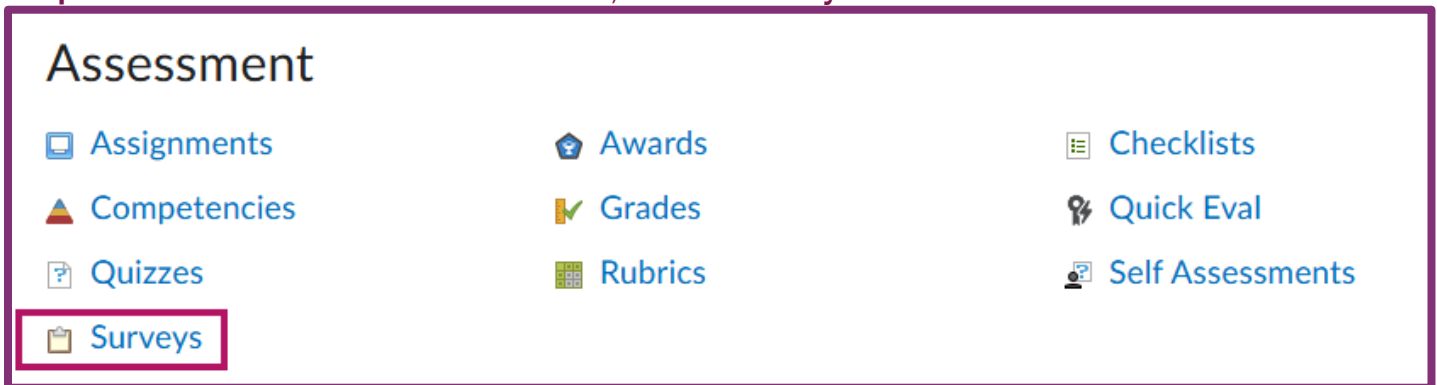 Assessment
Assignments
Awards
Checklists
Competencies
Grades
Quick Eval
Quizzes
Rubrics
Self Assessments
Surveys